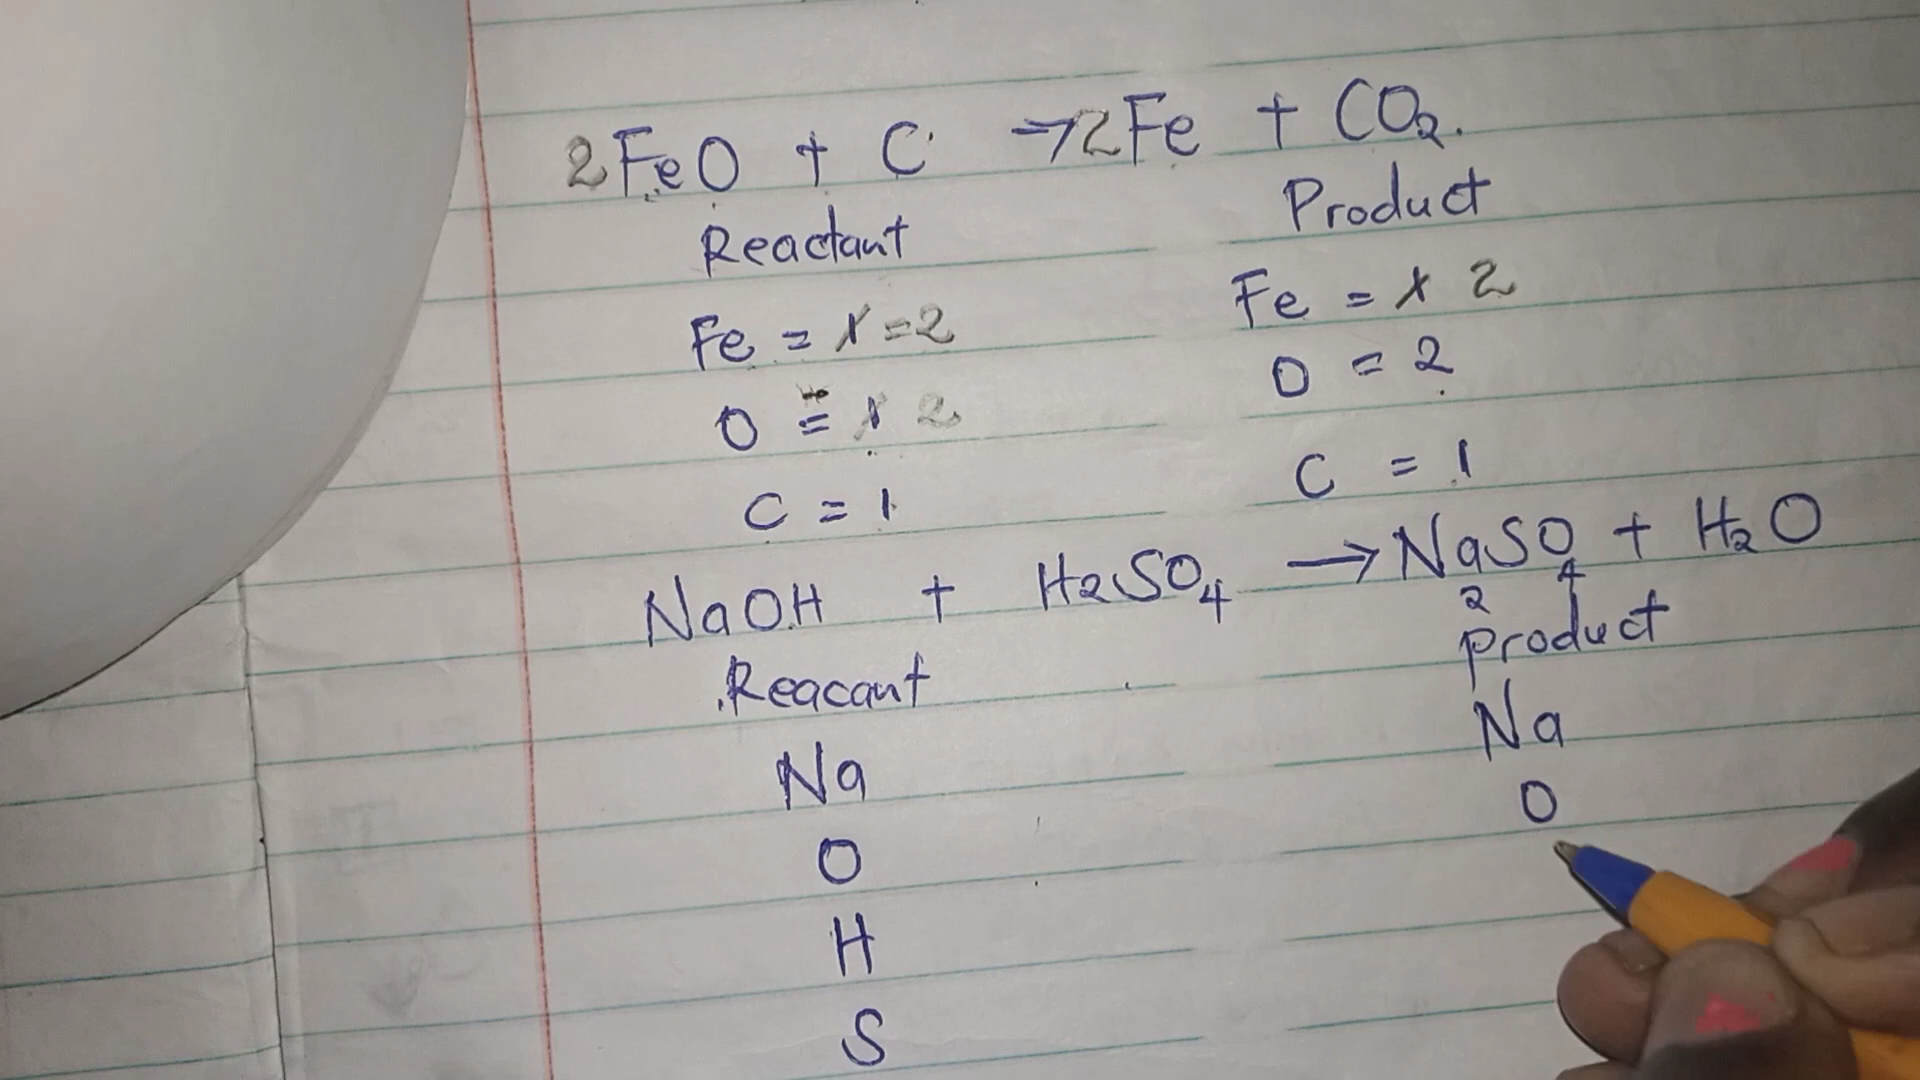 2FeO + C → 2Fe + CO₂.
Reactant Product
Fe = 1 = 2 Fe = 1 2
O = 1 2 O = 2
C = 1 C = 1
NaOH + H₂SO₄ → Na₂SO₄ + H₂O
Reacant Product
Na Na
O O
H
S